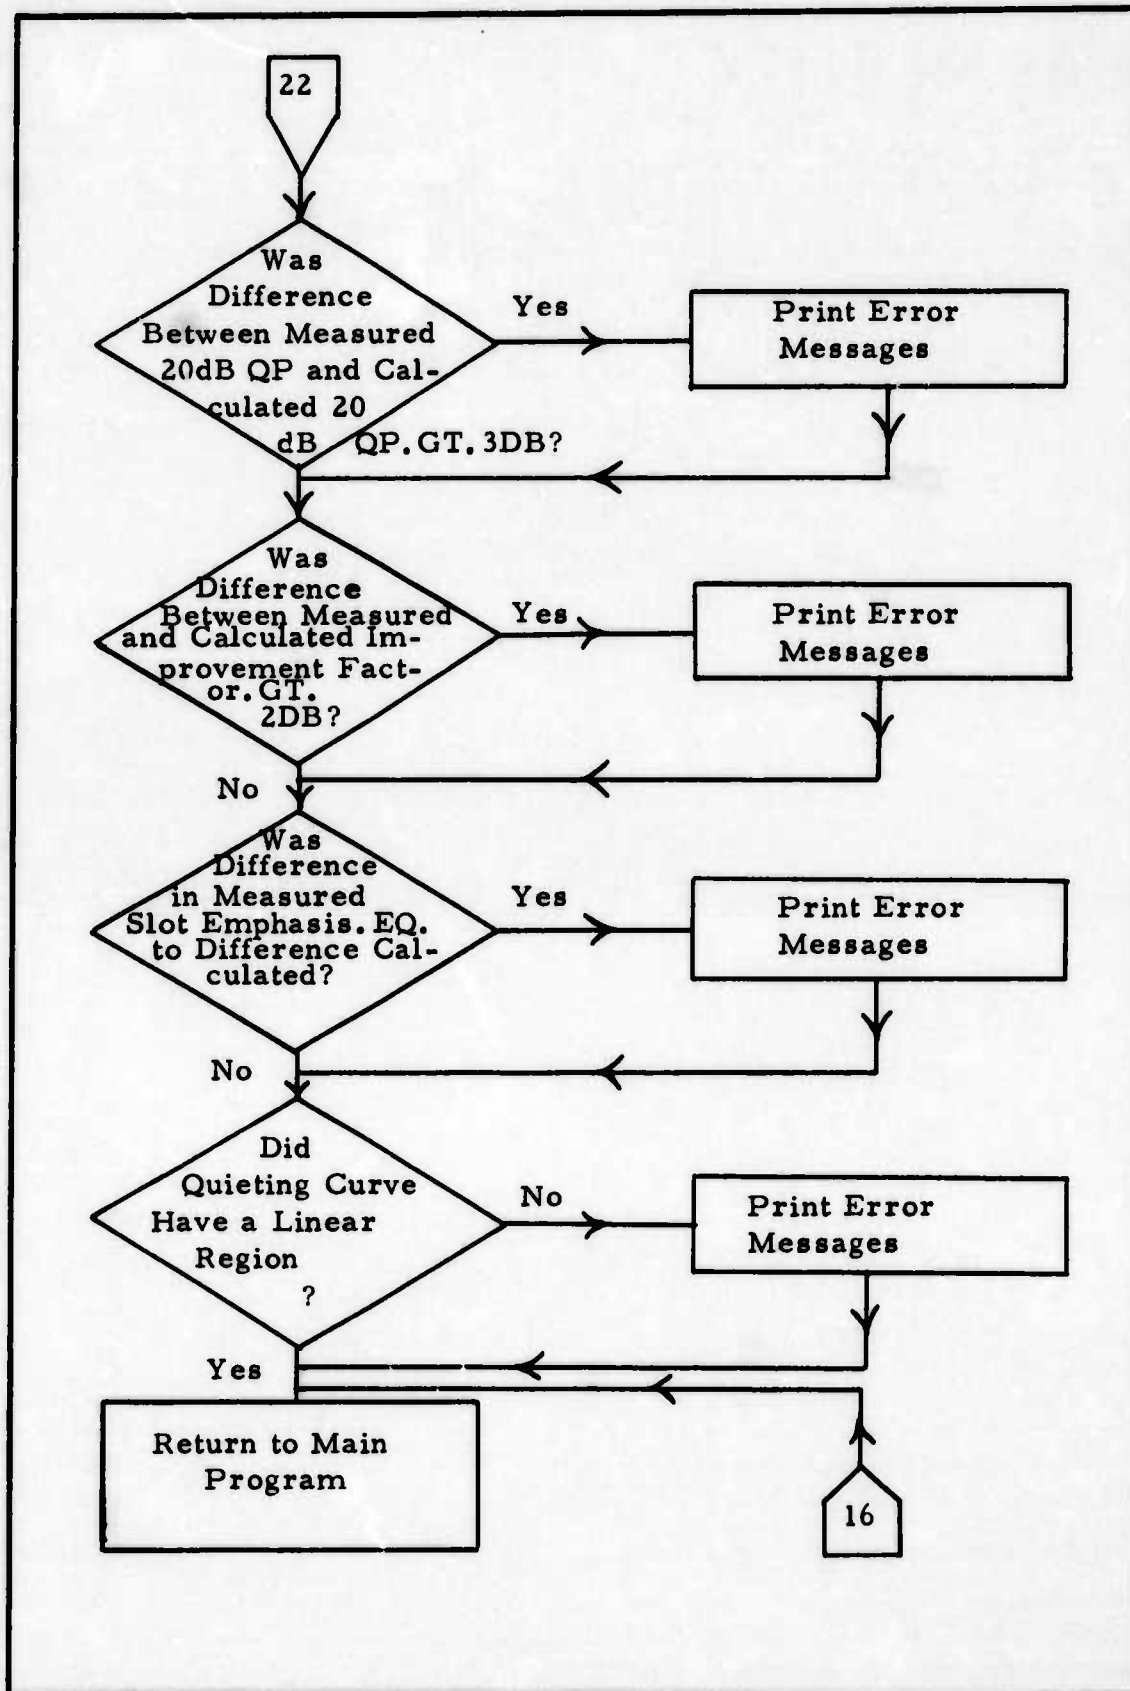 22
Was
Difference
Between Measured
20dB QP and Cal-
culated 20
dB QP.GT. 3DB?
Yes
Print Error
Messages
Was
Difference
Between Measured
and Calculated Im-
provement Fact-
or.GT.
2DB?
Yes
Print Error
Messages
No
Was
Difference
in Measured
Slot Emphasis.EQ.
to Difference Cal-
culated?
Yes
Print Error
Messages
No
Did
Quieting Curve
Have a Linear
Region
?
No
Print Error
Messages
Yes
Return to Main
Program
16